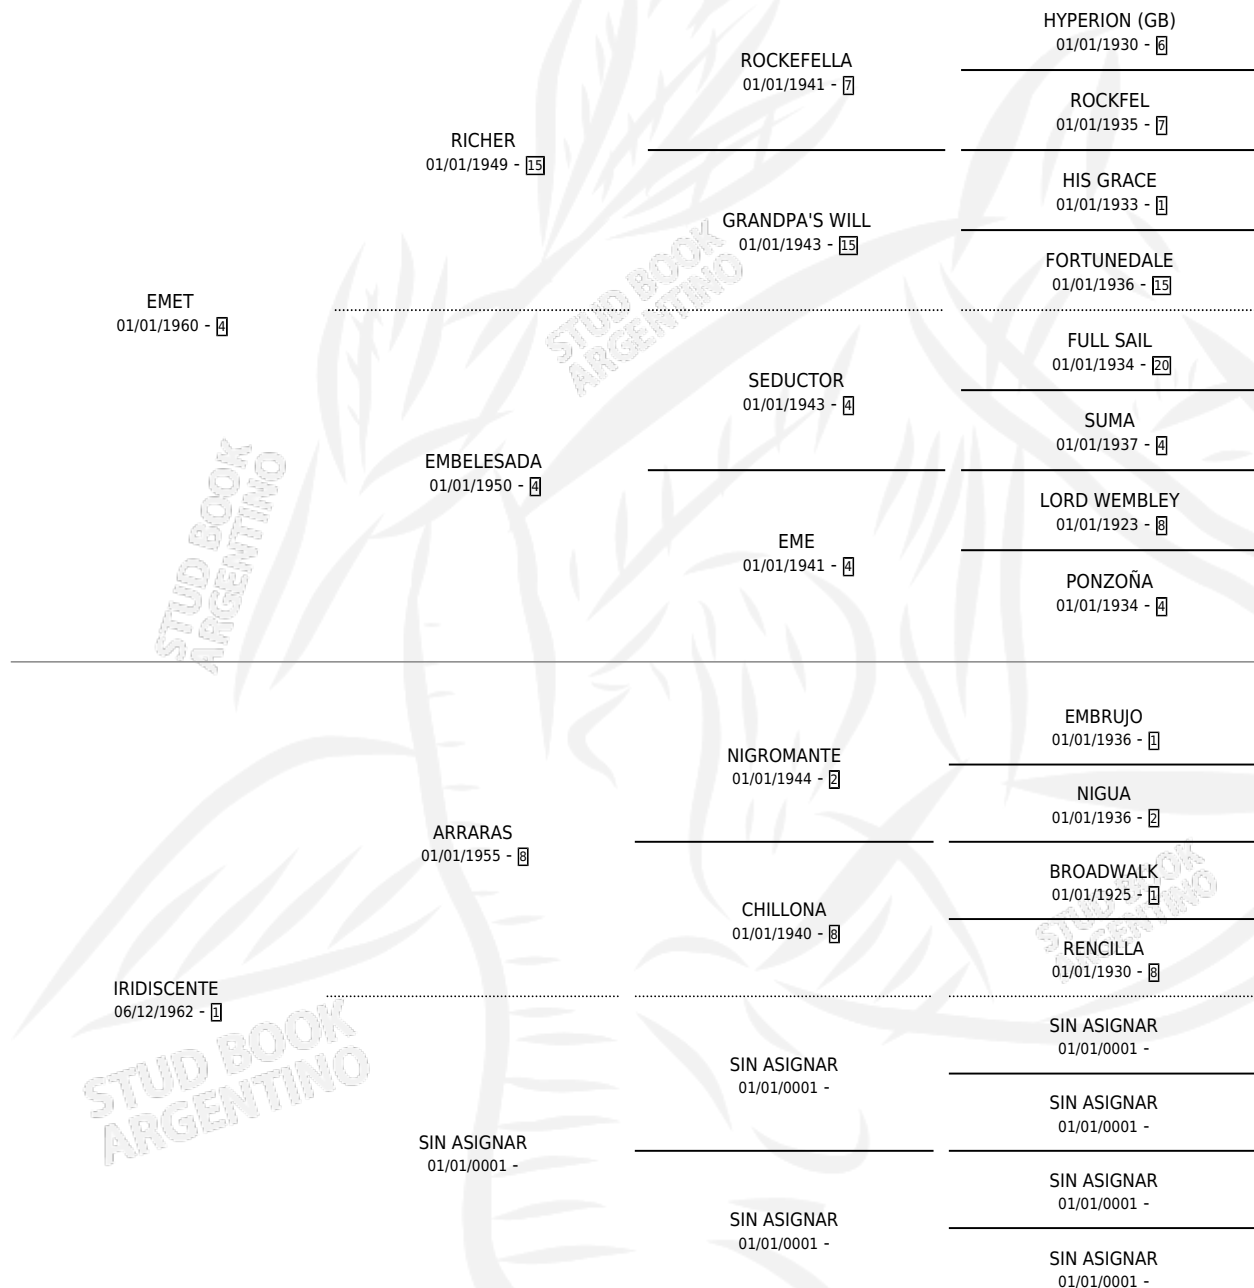 HYPERION (GB)
01/01/1930 - 6
ROCKEFELLA
01/01/1941 - 7
ROCKFEL
01/01/1935 - 7
RICHER
01/01/1949 - 15
HIS GRACE
01/01/1933 - 1
GRANDPA'S WILL
01/01/1943 - 15
FORTUNEDALE
01/01/1936 - 15
EMET
01/01/1960 - 4
FULL SAIL
01/01/1934 - 20
SEDUCTOR
01/01/1943 - 4
SUMA
01/01/1937 - 4
EMBELESADA
01/01/1950 - 4
LORD WEMBLEY
01/01/1923 - 8
EME
01/01/1941 - 4
PONZOÑA
01/01/1934 - 4
STUD BOOK
ARGENTINO
STUD BOOK
ARGENTINO
EMBRUJO
01/01/1936 - 1
NIGROMANTE
01/01/1944 - 2
NIGUA
01/01/1936 - 2
ARRARAS
01/01/1955 - 8
BROADWALK
01/01/1925 - 1
CHILLONA
01/01/1940 - 8
RENCILLA
01/01/1930 - 8
STUD BOOK
ARGENTINO
IRIDISCENTE
06/12/1962 - 1
SIN ASIGNAR
01/01/0001 -
SIN ASIGNAR
01/01/0001 -
SIN ASIGNAR
01/01/0001 -
SIN ASIGNAR
01/01/0001 -
SIN ASIGNAR
01/01/0001 -
SIN ASIGNAR
01/01/0001 -
SIN ASIGNAR
01/01/0001 -
STUD BOOK
ARGENTINO